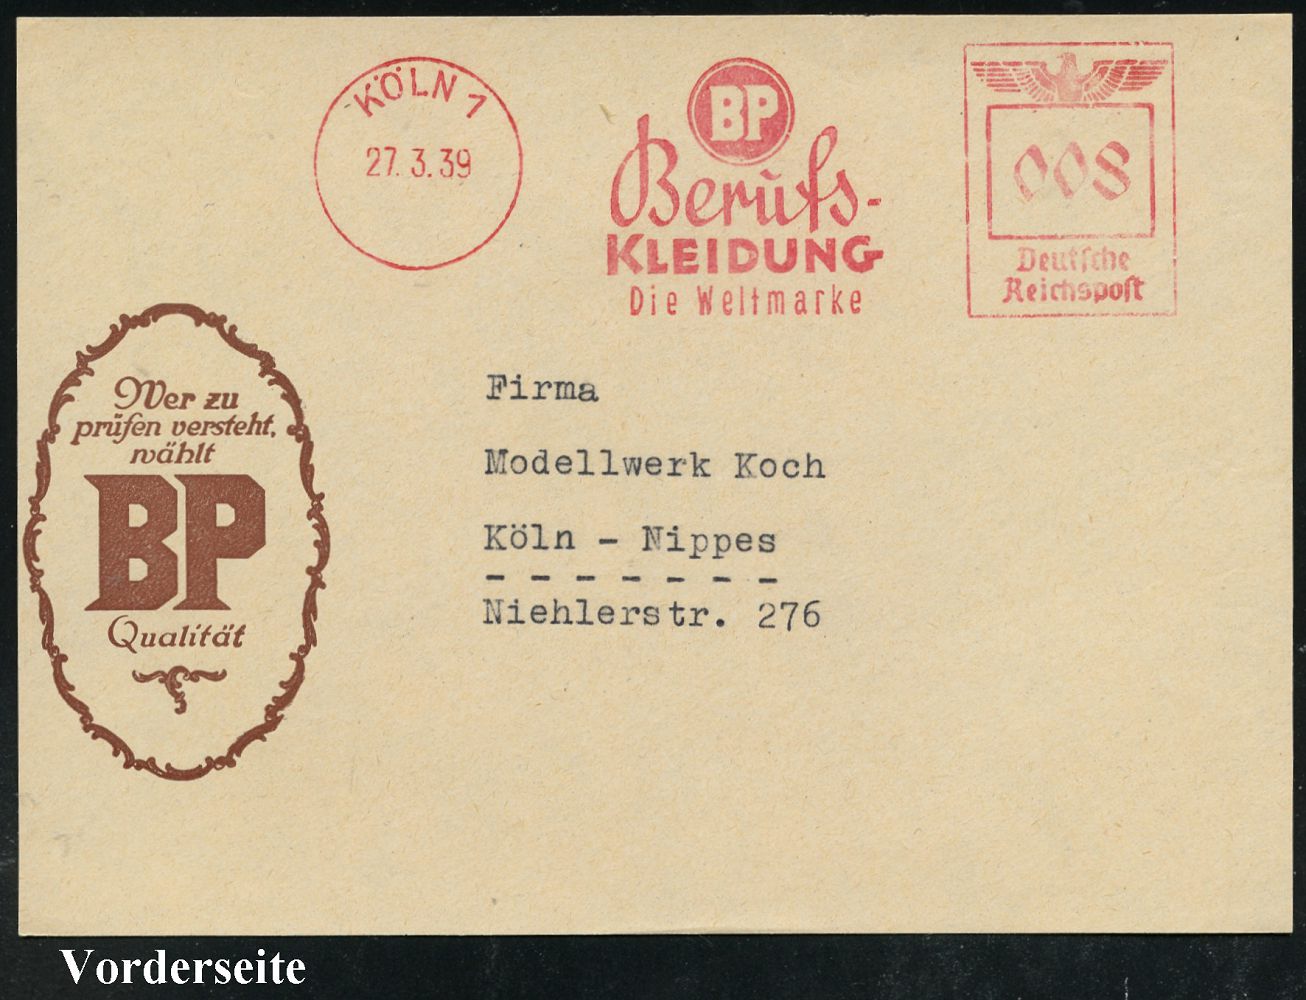 KÖLN 1
27.3.39
BP
Berufs-
KLEIDUNG
Die Weltmarke
008
Deutsche
Reichspost
Wer zu
prüfen versteht,
wählt
BP
Qualität
Firma
Modellwerk Koch
Köln - Nippes
- - - - - - -
Niehlerstr. 276
Vorderseite